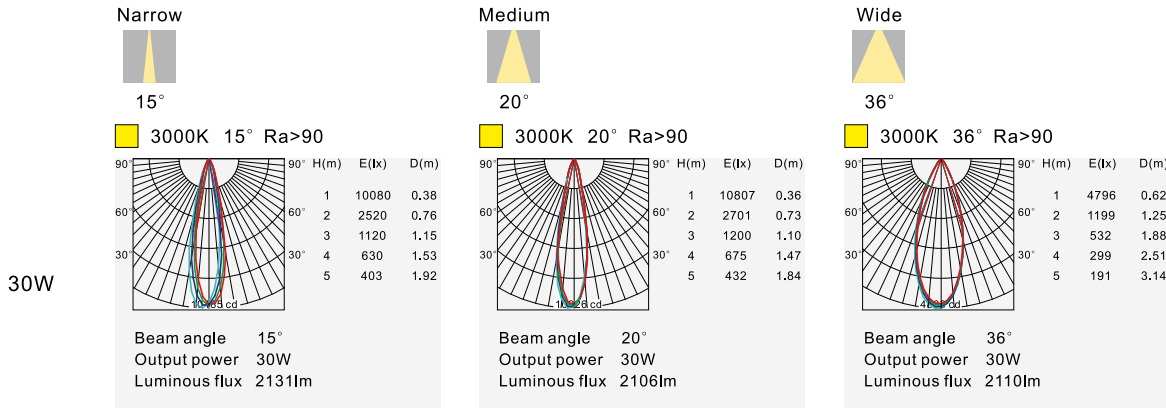 Narrow
15°
3000K 15° Ra>90
90° 90° H(m) E(lx) D(m)
1 10080 0.38
60° 60° 2 2520 0.76
3 1120 1.15
30° 30° 4 630 1.53
5 403 1.92
Beam angle 15°
Output power 30W
Luminous flux 2131lm
Medium
20°
3000K 20° Ra>90
90° 90° H(m) E(lx) D(m)
1 10807 0.36
60° 60° 2 2701 0.73
3 1200 1.10
30° 30° 4 675 1.47
5 432 1.84
Beam angle 20°
Output power 30W
Luminous flux 2106lm
Wide
36°
3000K 36° Ra>90
90° 90° H(m) E(lx) D(m)
1 4796 0.62
60° 60° 2 1199 1.25
3 532 1.88
30° 30° 4 299 2.51
5 191 3.14
Beam angle 36°
Output power 30W
Luminous flux 2110lm
30W